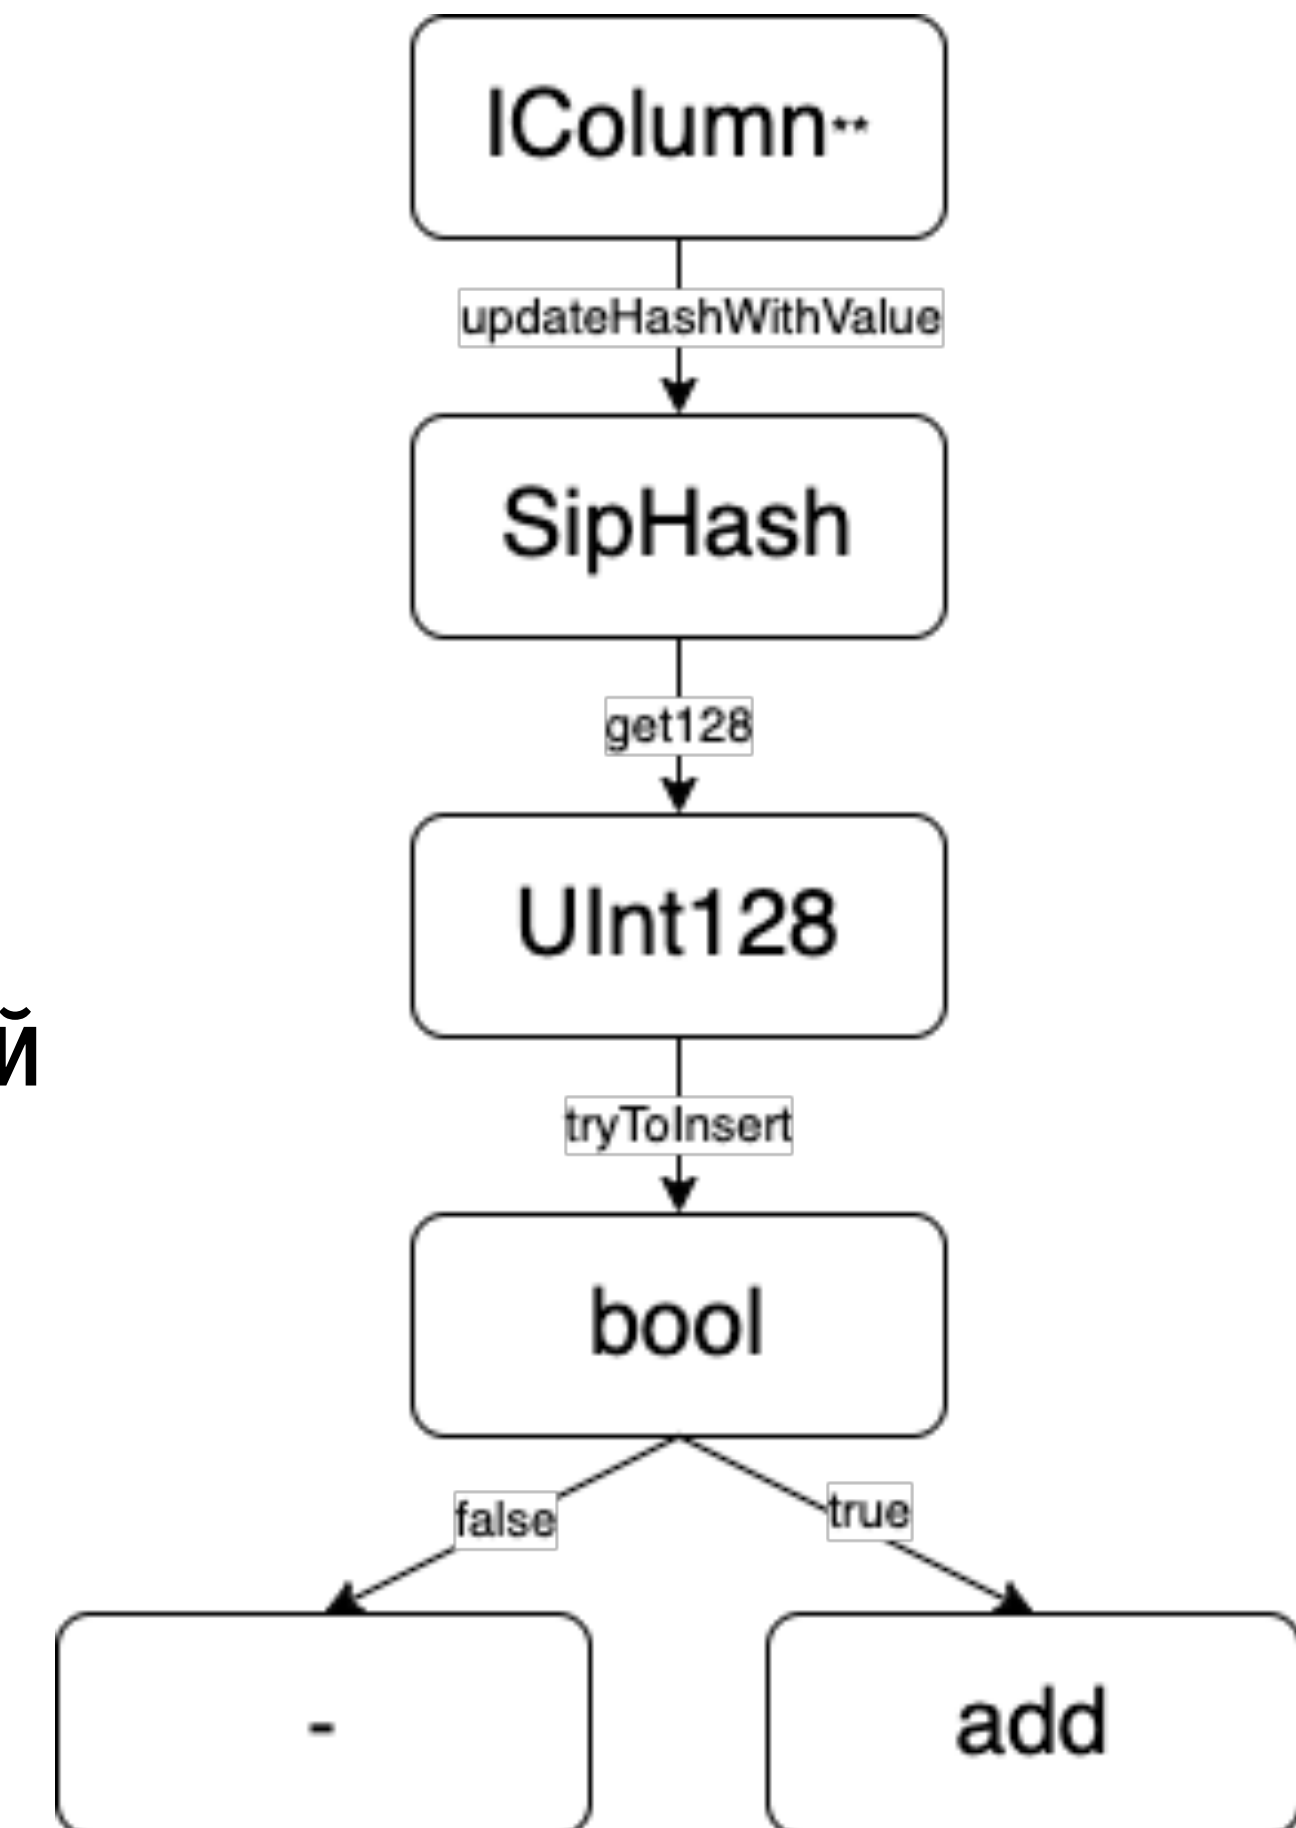 IColumn**
updateHashWithValue
SipHash
get128
UInt128
й
tryToInsert
bool
false
true
-
add